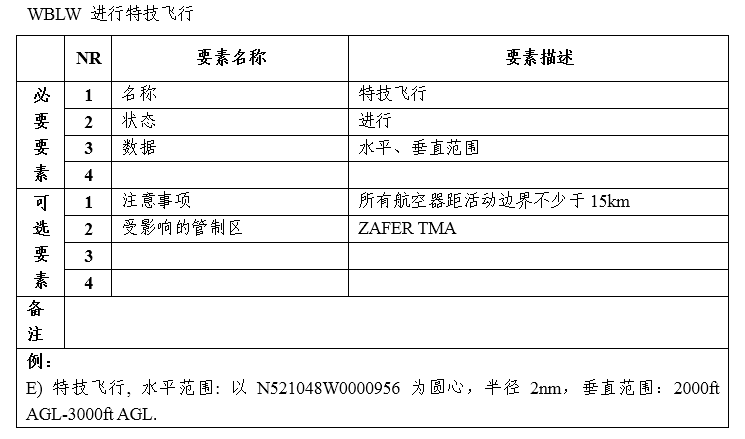 WBLW 进行特技飞行
NR 要素名称 要素描述
必要要素
1 名称 特技飞行
2 状态 进行
3 数据 水平、垂直范围
4
可选要素
1 注意事项 所有航空器距活动边界不少于15km
2 受影响的管制区 ZAFER TMA
3
4
备注
例：
E) 特技飞行, 水平范围: 以 N521048W0000956 为圆心，半径 2nm，垂直范围：2000ft
AGL-3000ft AGL.